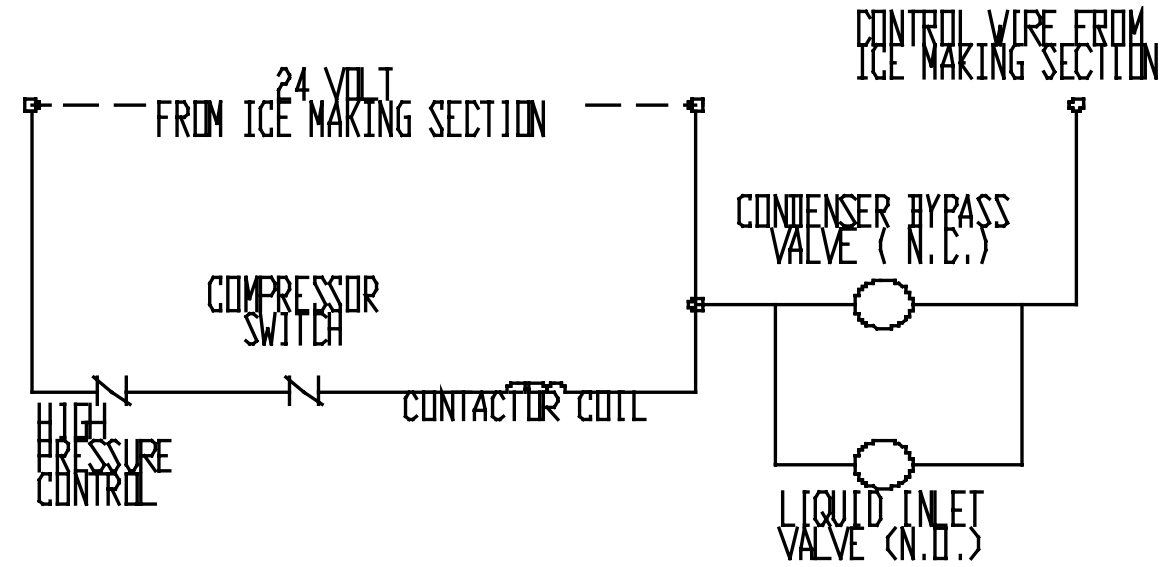 CONTROL WIRE FROM
ICE MAKING SECTION
24 VOLT
FROM ICE MAKING SECTION
CONDENSER BYPASS
VALVE ( N.C.)
COMPRESSOR
SWITCH
CONTACTOR COIL
HIGH
PRESSURE
CONTROL
LIQUID INLET
VALVE (N.O.)